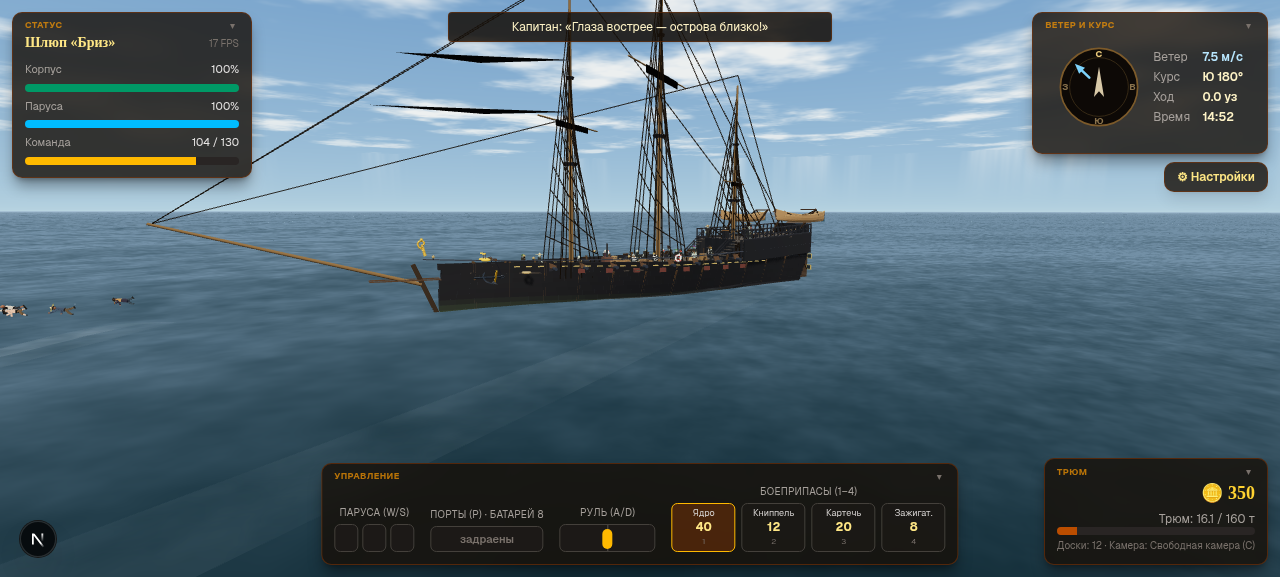 СТАТУС
Шлюп «Бриз»
17 FPS
Корпус 100%
Паруса 100%
Команда 104 / 130
Капитан: «Глаза вострее — острова близко!»
ВЕТЕР И КУРС
С
З В
Ю
Ветер 7.5 м/с
Курс Ю 180°
Ход 0.0 уз
Время 14:52
⚙ Настройки
УПРАВЛЕНИЕ
ПАРУСА (W/S)
ПОРТЫ (P) · БАТАРЕЙ 8
задраены
РУЛЬ (A/D)
БОЕПРИПАСЫ (1–4)
Ядро
40
1
Книппель
12
2
Картечь
20
3
Зажигат.
8
4
ТРЮМ
350
Трюм: 16.1 / 160 т
Доски: 12 · Камера: Свободная камера (C)
N